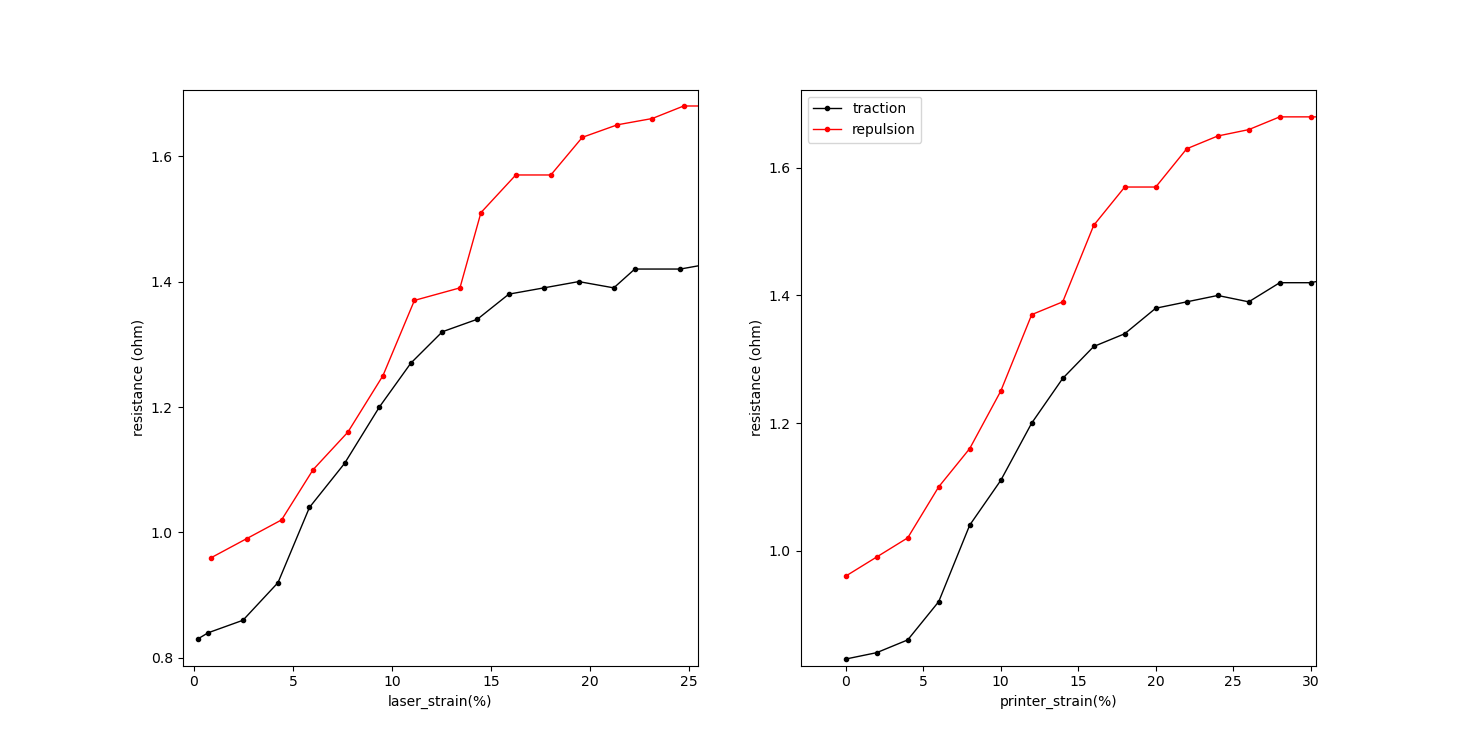 resistance (ohm)
1.6
1.4
1.2
1.0
0.8
0 5 10 15 20 25
laser_strain(%)
traction
repulsion
resistance (ohm)
1.6
1.4
1.2
1.0
0 5 10 15 20 25 30
printer_strain(%)